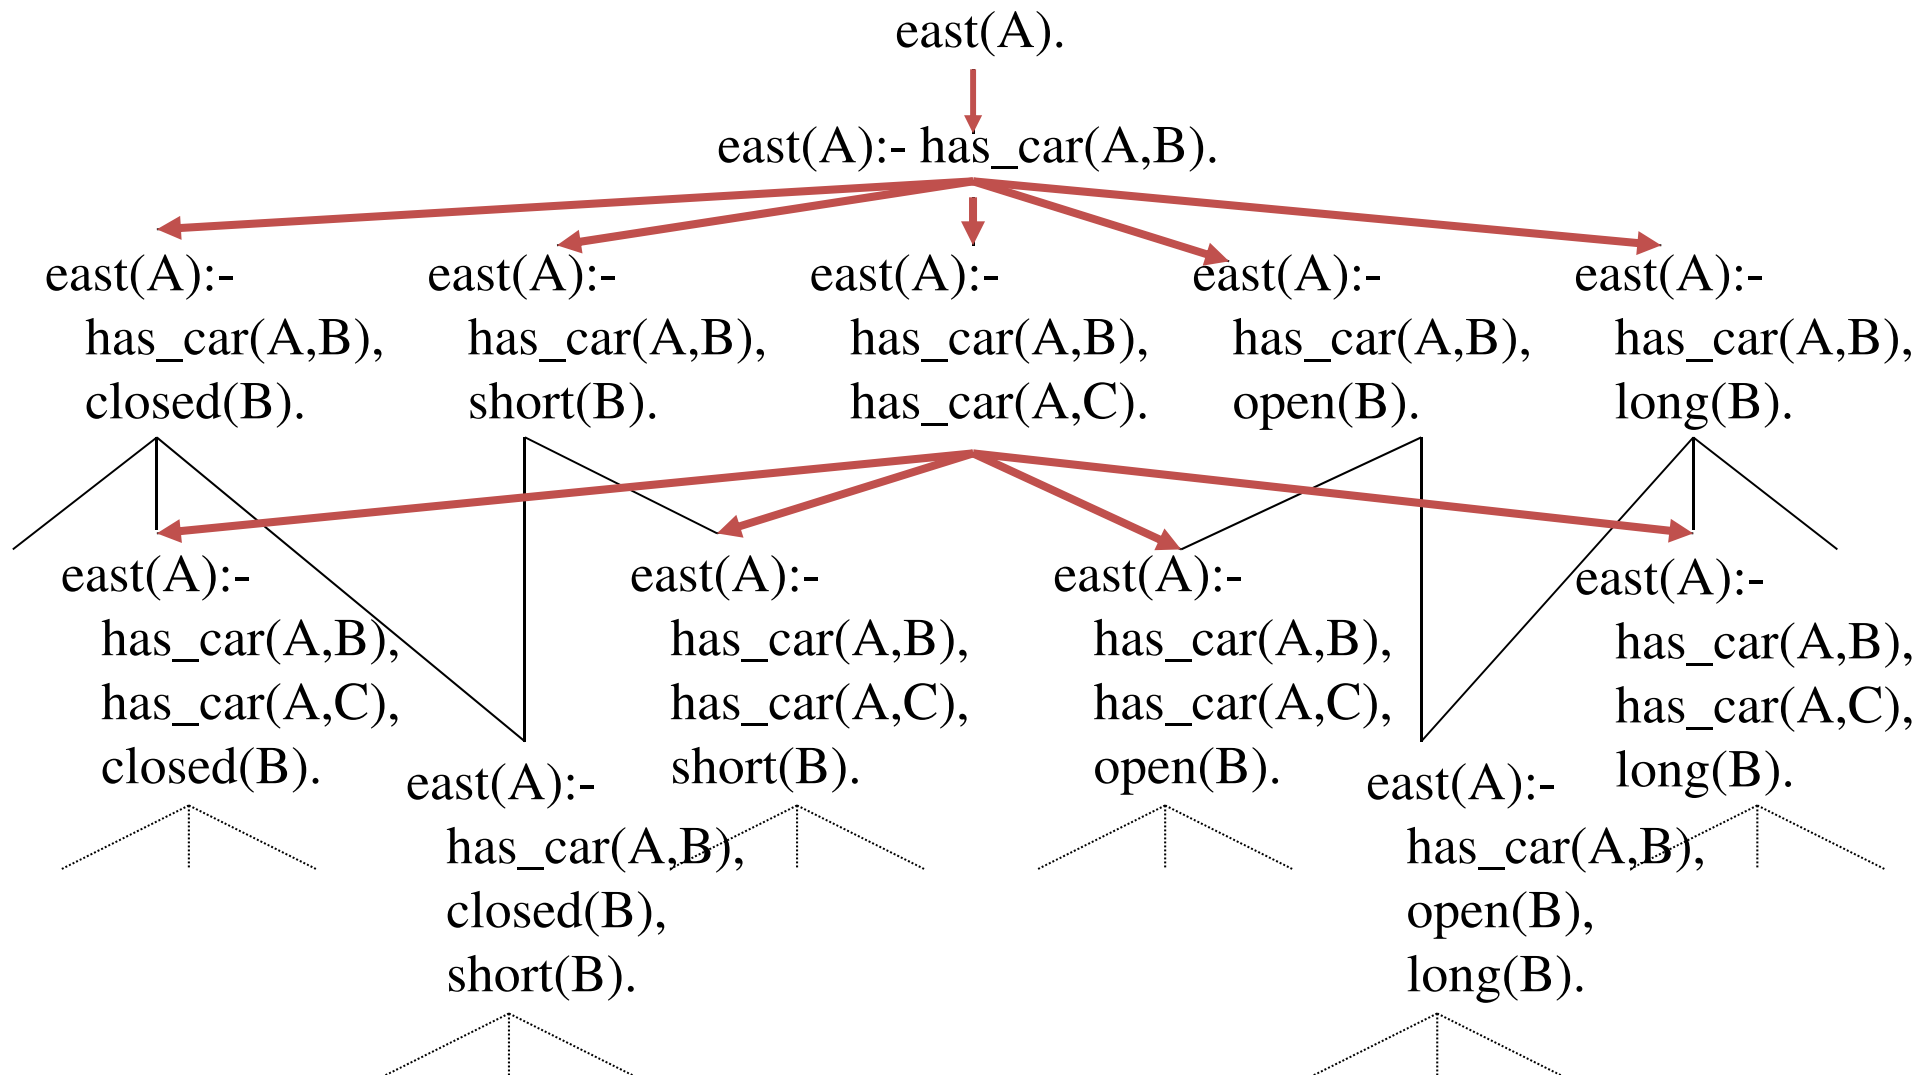 east(A).
east(A):- has_car(A,B).
east(A):-
has_car(A,B),
closed(B).
east(A):-
has_car(A,B),
short(B).
east(A):-
has_car(A,B),
has_car(A,C).
east(A):-
has_car(A,B),
open(B).
east(A):-
has_car(A,B),
long(B).
east(A):-
has_car(A,B),
has_car(A,C),
closed(B).
east(A):-
has_car(A,B),
closed(B),
short(B).
east(A):-
has_car(A,B),
has_car(A,C),
short(B).
east(A):-
has_car(A,B),
has_car(A,C),
open(B).
east(A):-
has_car(A,B),
open(B),
long(B).
east(A):-
has_car(A,B),
has_car(A,C),
long(B).